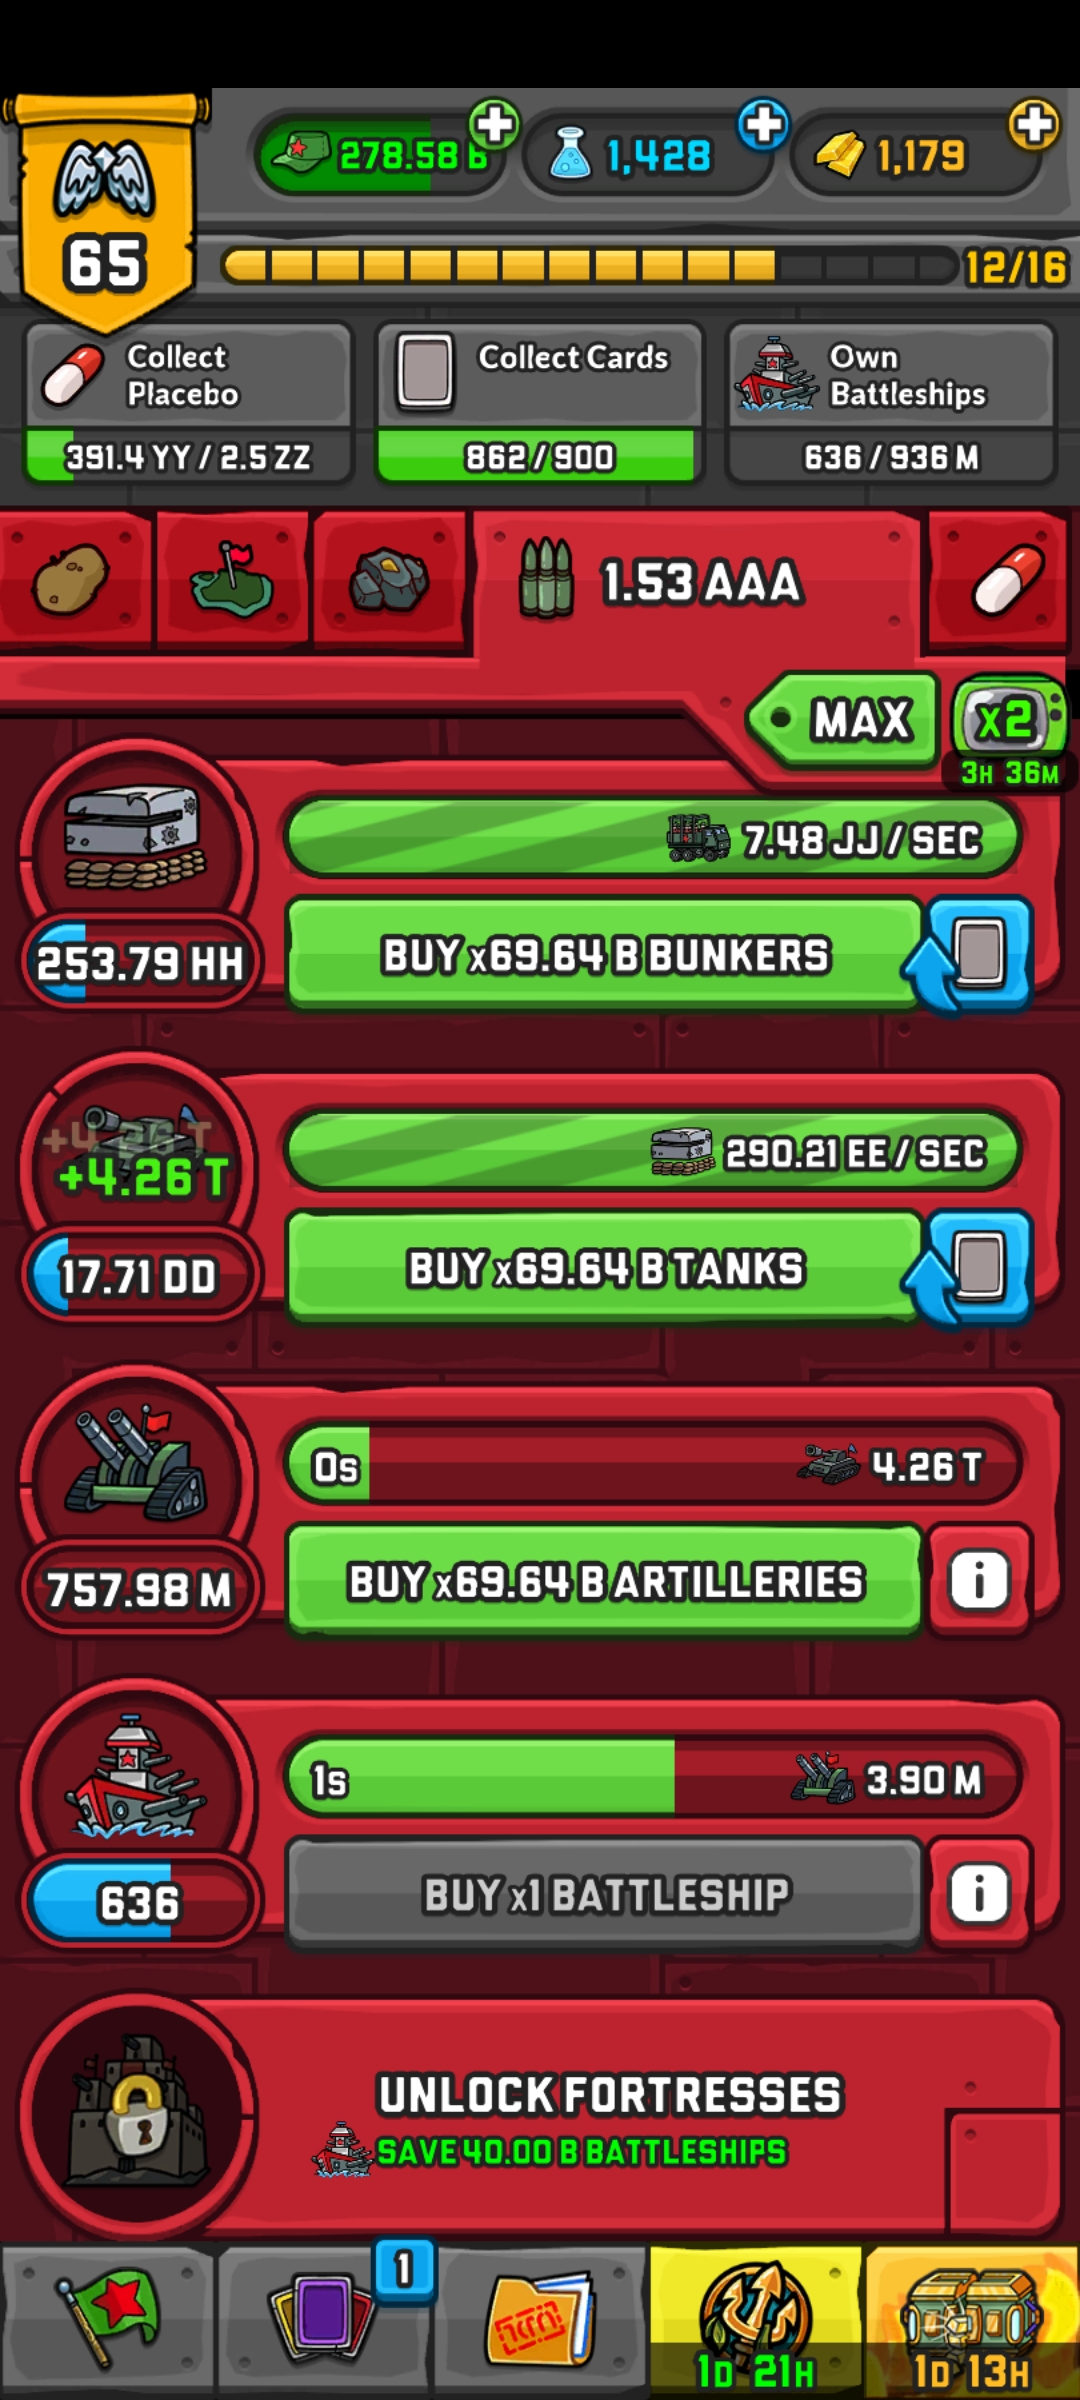 278.58 B
1,428
1,179
65
12/16
Collect
Placebo
391.4 YY / 2.5 ZZ
Collect Cards
862/900
Own
Battleships
636 / 936 M
1.53 AAA
MAX
x2
3H 36M
7.48 JJ / SEC
253.79 HH
BUY x69.64 B BUNKERS
+4.26 T
+4.26 T
290.21 EE / SEC
17.71 DD
BUY x69.64 B TANKS
0s
4.26 T
757.98 M
BUY x69.64 B ARTILLERIES
i
1s
3.90 M
636
BUY x1 BATTLESHIP
i
UNLOCK FORTRESSES
SAVE 40.00 B BATTLESHIPS
1
1D 21H
1D 13H